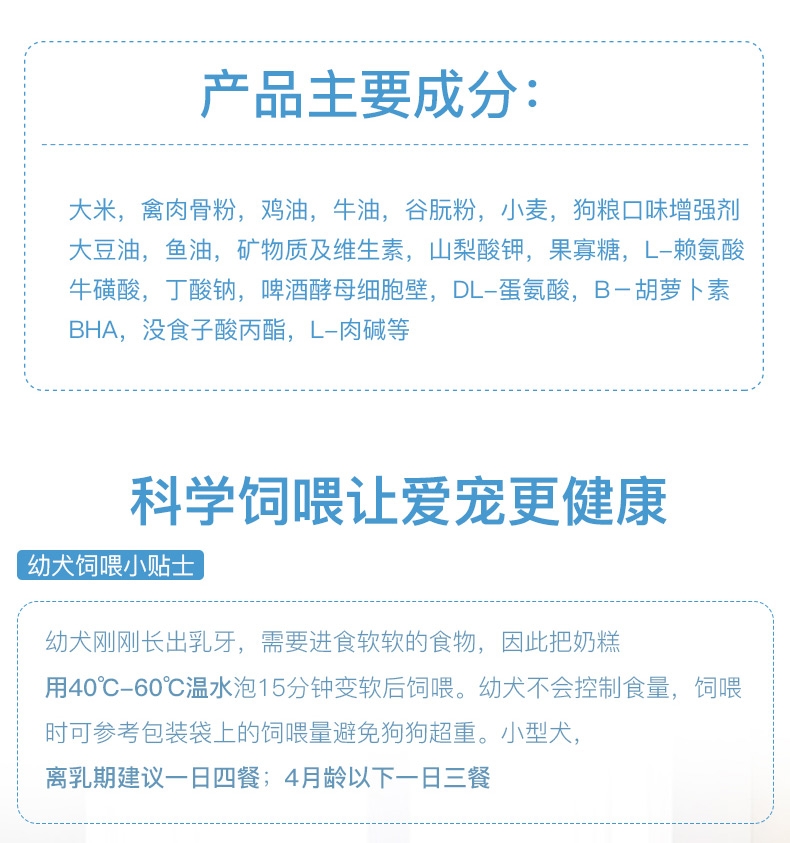 产品主要成分：
大米，禽肉骨粉，鸡油，牛油，谷朊粉，小麦，狗粮口味增强剂
大豆油，鱼油，矿物质及维生素，山梨酸钾，果寡糖，L-赖氨酸
牛磺酸，丁酸钠，啤酒酵母细胞壁，DL-蛋氨酸，B－胡萝卜素
BHA，没食子酸丙酯，L-肉碱等
科学饲喂让爱宠更健康
幼犬饲喂小贴士
幼犬刚刚长出乳牙，需要进食软软的食物，因此把奶糕
用40℃-60℃温水泡15分钟变软后饲喂。幼犬不会控制食量，饲喂
时可参考包装袋上的饲喂量避免狗狗超重。小型犬，
离乳期建议一日四餐；4月龄以下一日三餐